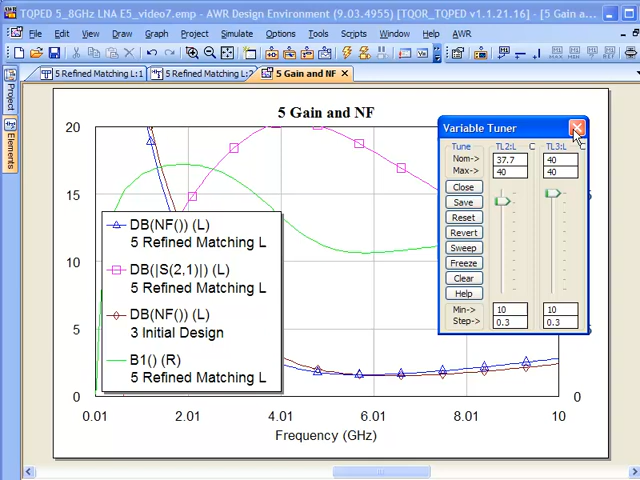 TQPED 5_8GHz LNA E5_video7.emp - AWR Design Environment (9.03.4955) [TQOR_TQPED v1.1.21.16] - [5 Gain and ...
File Edit View Draw Graph Project Simulate Options Tools Scripts Window Help AWR
5 Refined Matching L:1
5 Refined Matching L:2
5 Gain and NF
Project
Elements
5 Gain and NF
20
15
10
5
0
0
0.01 2.01 4.01 6.01 8.01 10
Frequency (GHz)
DB(NF()) (L)
5 Refined Matching L
DB(|S(2,1)|) (L)
5 Refined Matching L
DB(NF()) (L)
3 Initial Design
B1() (R)
5 Refined Matching L
Variable Tuner
Tune TL2:L C TL3:L C
Nom-> 37.7 40
Max-> 40 40
Close
Save
Reset
Revert
Sweep
Freeze
Clear
Help
Min-> 10 10
Step-> 0.3 0.3